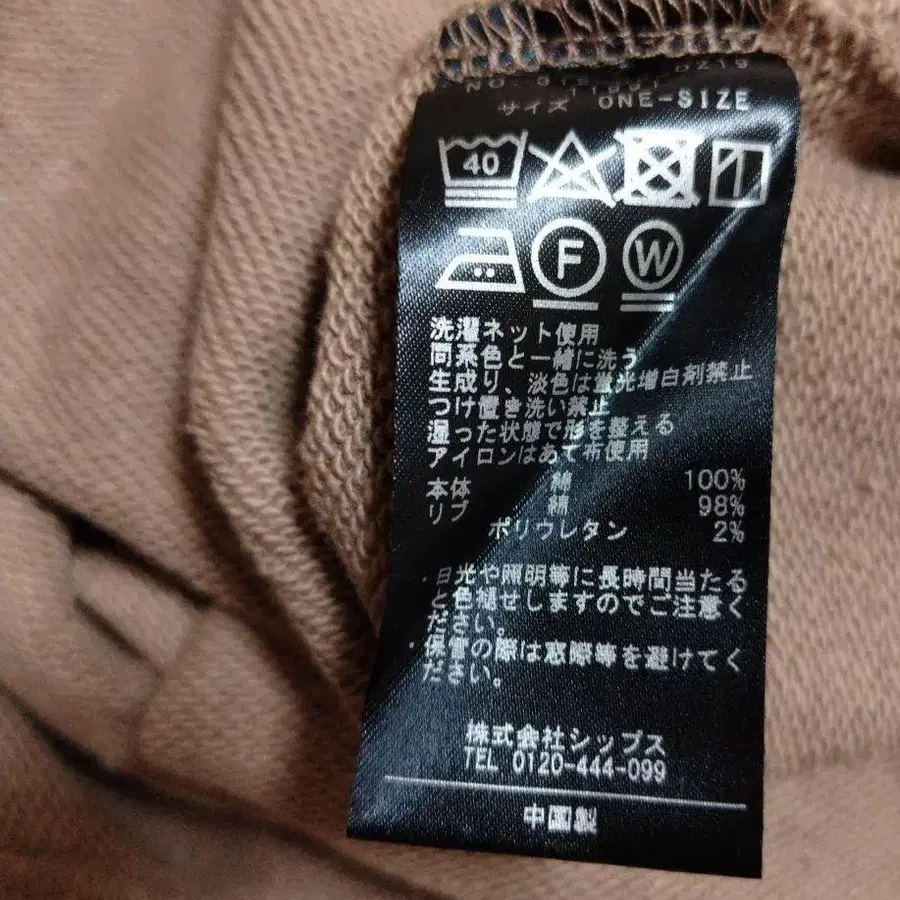 サイズ ONE-SIZE
40
F W
洗濯ネット使用
同系色と一緒に洗う
生成り、淡色は蛍光増白剤禁止
つけ置き洗い禁止
湿った状態で形を整える
アイロンはあて布使用
本体 綿 100%
リブ 綿 98%
ポリウレタン 2%
・日光や照明等に長時間当たる
と色褪せしますのでご注意く
ださい。
・保管の際は窓際等を避けてく
ださい。
株式会社シップス
TEL 0120-444-099
中国製